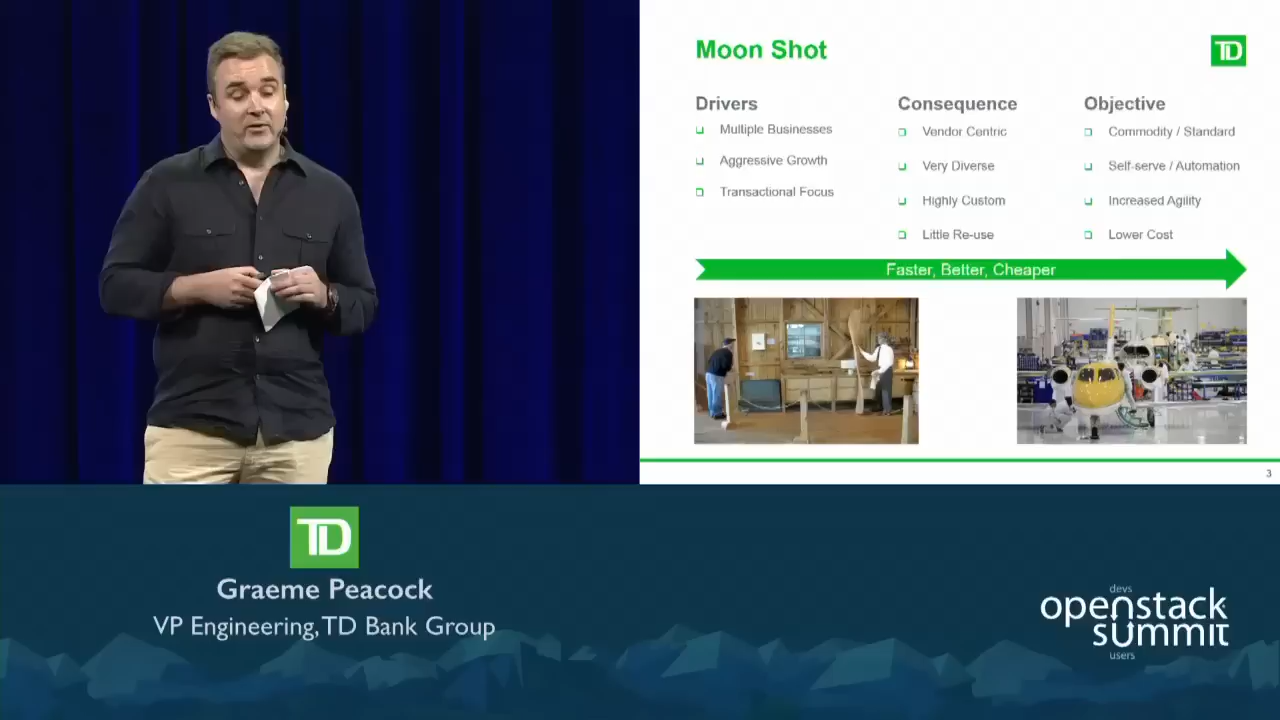 Moon Shot
TD
Drivers
Multiple Businesses
Aggressive Growth
Transactional Focus
Consequence
Vendor Centric
Very Diverse
Highly Custom
Little Re-use
Objective
Commodity / Standard
Self-serve / Automation
Increased Agility
Lower Cost
Faster, Better, Cheaper
3
TD
Graeme Peacock
VP Engineering, TD Bank Group
devs
openstack
summit
users